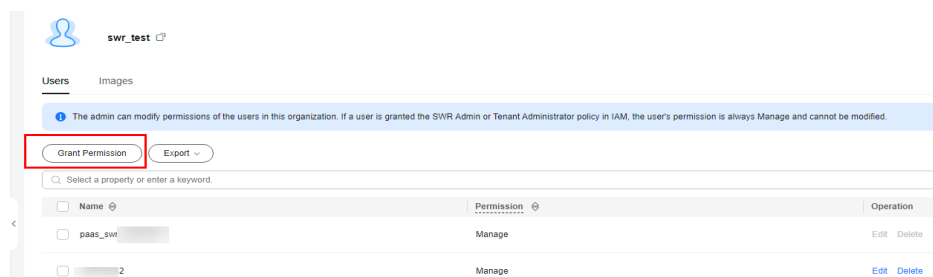 swr_test
Users Images
The admin can modify permissions of the users in this organization. If a user is granted the SWR Admin or Tenant Administrator policy in IAM, the user's permission is always Manage and cannot be modified.
Grant Permission Export
Select a property or enter a keyword.
Name Permission Operation
paas_swr Manage Edit Delete
2 Manage Edit Delete